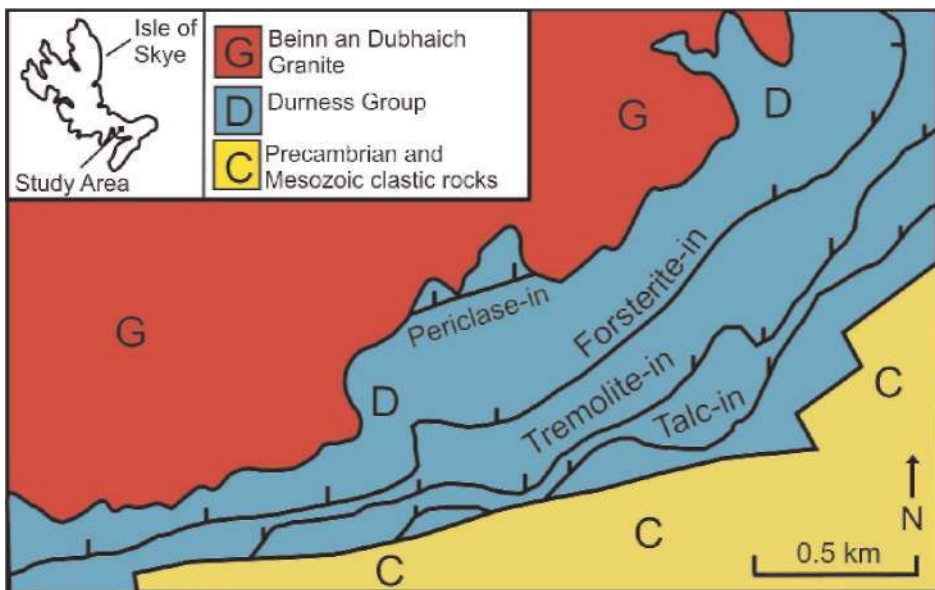 Isle of
Skye
Study Area
G
Beinn an Dubhaich
Granite
D
Durness Group
C
Precambrian and
Mesozoic clastic rocks
G
D
G
Periclase-in
Forsterite-in
D
Tremolite-in
Talc-in
C
C
C
N
0.5 km